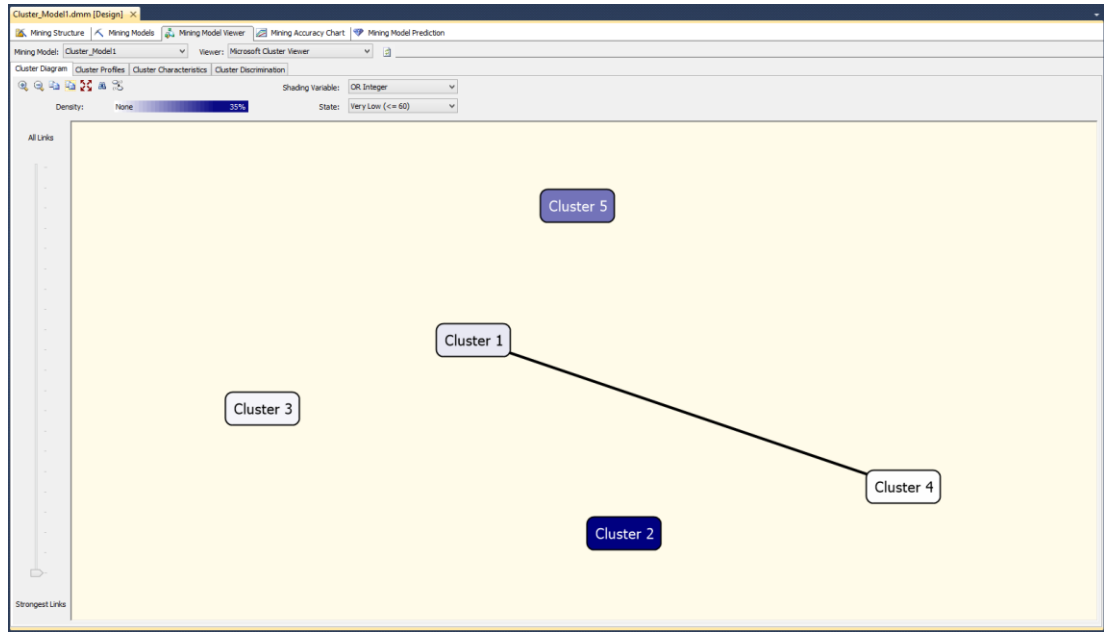 Cluster_Model1.dmm [Design]
Mining Structure Mining Models Mining Model Viewer Mining Accuracy Chart Mining Model Prediction
Mining Model: Cluster_Model1 Viewer: Microsoft Cluster Viewer
Cluster Diagram Cluster Profiles Cluster Characteristics Cluster Discrimination
Shading Variable: OR Integer
Density: None 35% State: Very Low (<= 60)
All Links
Cluster 5
Cluster 1
Cluster 3
Cluster 4
Cluster 2
Strongest Links